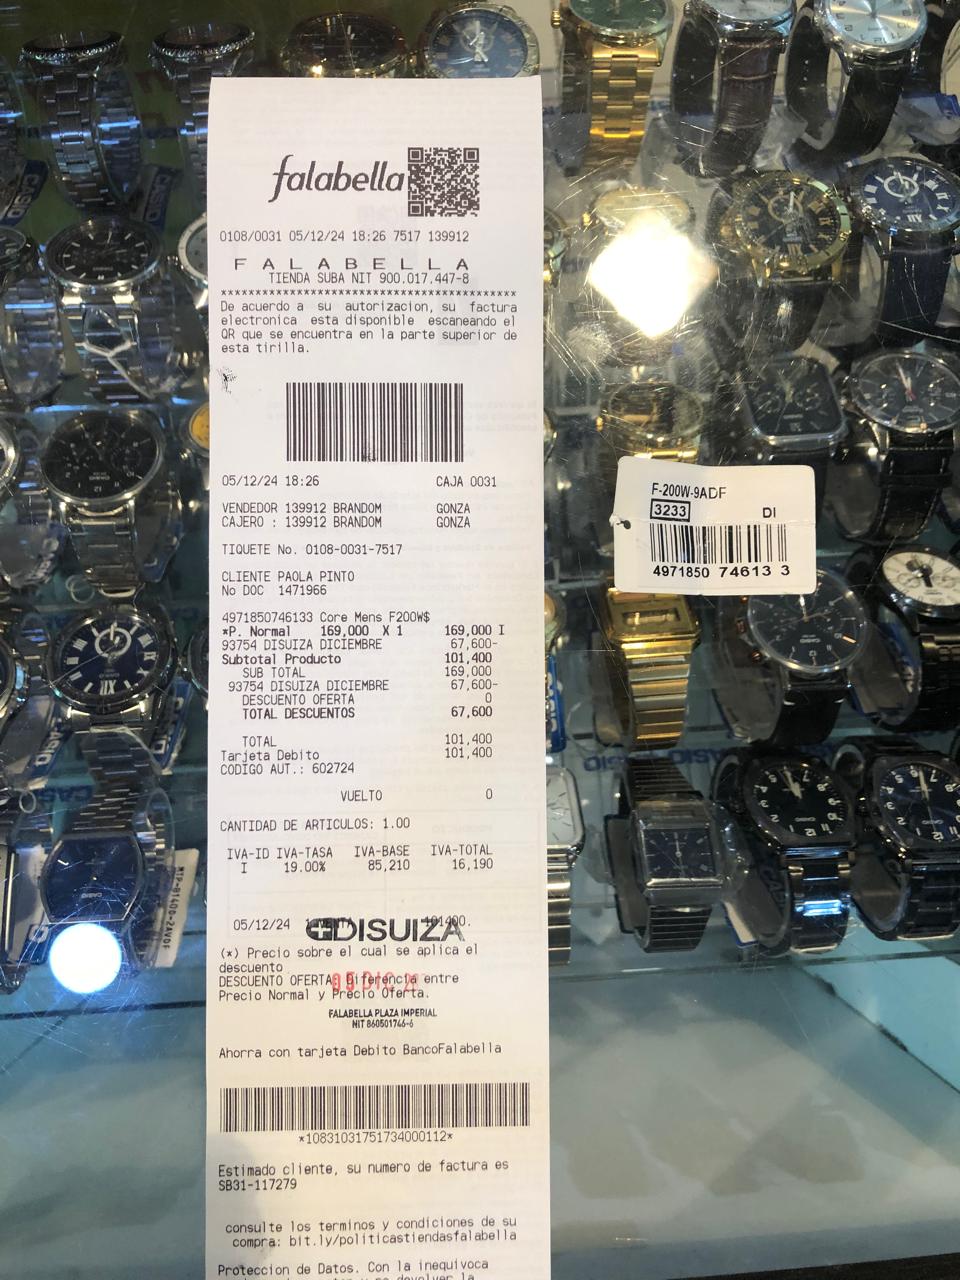 falabella
0108/0031 05/12/24 18:26 7517 139912
FALABELLA
TIENDA SUBA NIT 900.017.447-8
******************************************
De acuerdo a su autorizacion, su factura
electronica esta disponible escaneando el
QR que se encuentra en la parte superior de
esta tirilla.
05/12/24 18:26 CAJA 0031
VENDEDOR 139912 BRANDOM GONZA
CAJERO : 139912 BRANDOM GONZA
TIQUETE No. 0108-0031-7517
CLIENTE PAOLA PINTO
No DOC 1471966
4971850746133 Core Mens F200W$
*P. Normal 169,000 X 1 169,000 I
93754 DISUIZA DICIEMBRE 67,600-
Subtotal Producto 101,400
SUB TOTAL 169,000
93754 DISUIZA DICIEMBRE 67,600-
DESCUENTO OFERTA 0
TOTAL DESCUENTOS 67,600
TOTAL 101,400
Tarjeta Debito 101,400
CODIGO AUT.: 602724
VUELTO 0
CANTIDAD DE ARTICULOS: 1.00
IVA-ID IVA-TASA IVA-BASE IVA-TOTAL
I 19.00% 85,210 16,190
05/12/24 101400.
DISUIZA
(*) Precio sobre el cual se aplica el
descuento
DESCUENTO OFERTA: Diferencia entre
Precio Normal y Precio Oferta.
05 DIC
FALABELLA PLAZA IMPERIAL
NIT 860501746-6
Ahorra con tarjeta Debito BancoFalabella
*10831031751734000112*
Estimado cliente, su numero de factura es
SB31-117279
consulte los terminos y condiciones de su
compra: bit.ly/politicastiendasfalabella
Proteccion de Datos. Con la inequivoca
F-200W-9ADF
3233 DI
4971850 74613 3
CASIO
CASIO
CASIO
CASIO